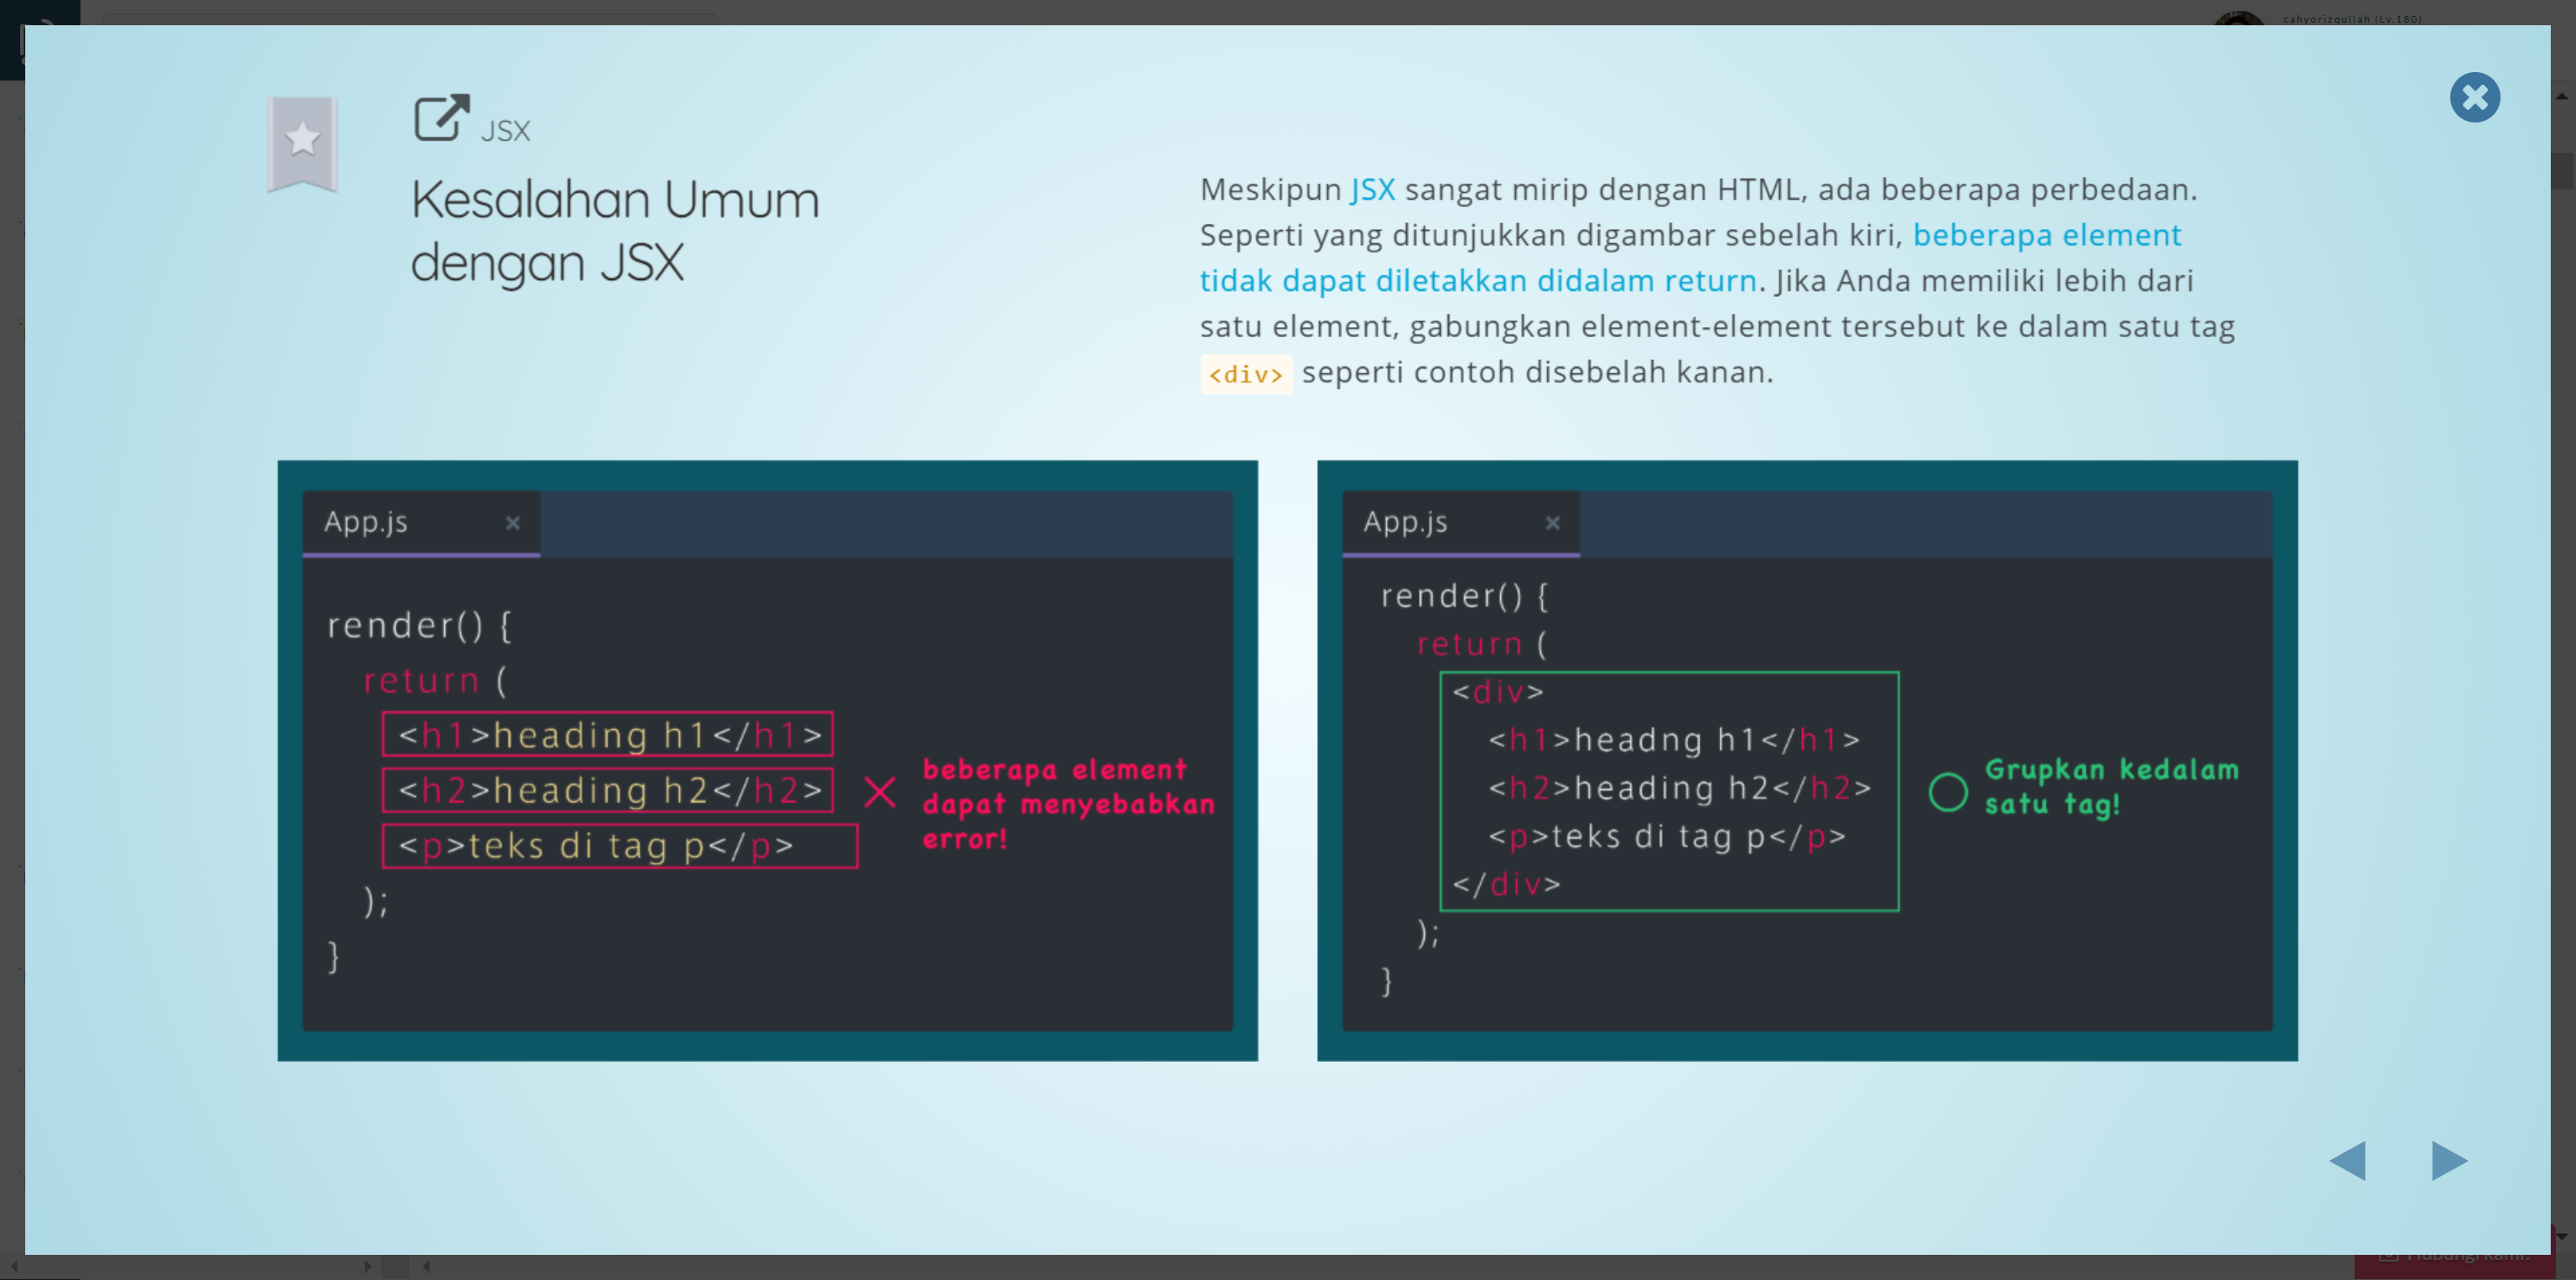 cahyorizqullah (Lv.180)
JSX
Kesalahan Umum
dengan JSX
Meskipun JSX sangat mirip dengan HTML, ada beberapa perbedaan.
Seperti yang ditunjukkan digambar sebelah kiri, beberapa element
tidak dapat diletakkan didalam return. Jika Anda memiliki lebih dari
satu element, gabungkan element-element tersebut ke dalam satu tag
<div> seperti contoh disebelah kanan.
App.js ×
render() {
return (
<h1>heading h1</h1>
<h2>heading h2</h2>
<p>teks di tag p</p>
);
}
beberapa element
dapat menyebabkan
error!
App.js ×
render() {
return (
<div>
<h1>headng h1</h1>
<h2>heading h2</h2>
<p>teks di tag p</p>
</div>
);
}
Grupkan kedalam
satu tag!
Hubungi kami